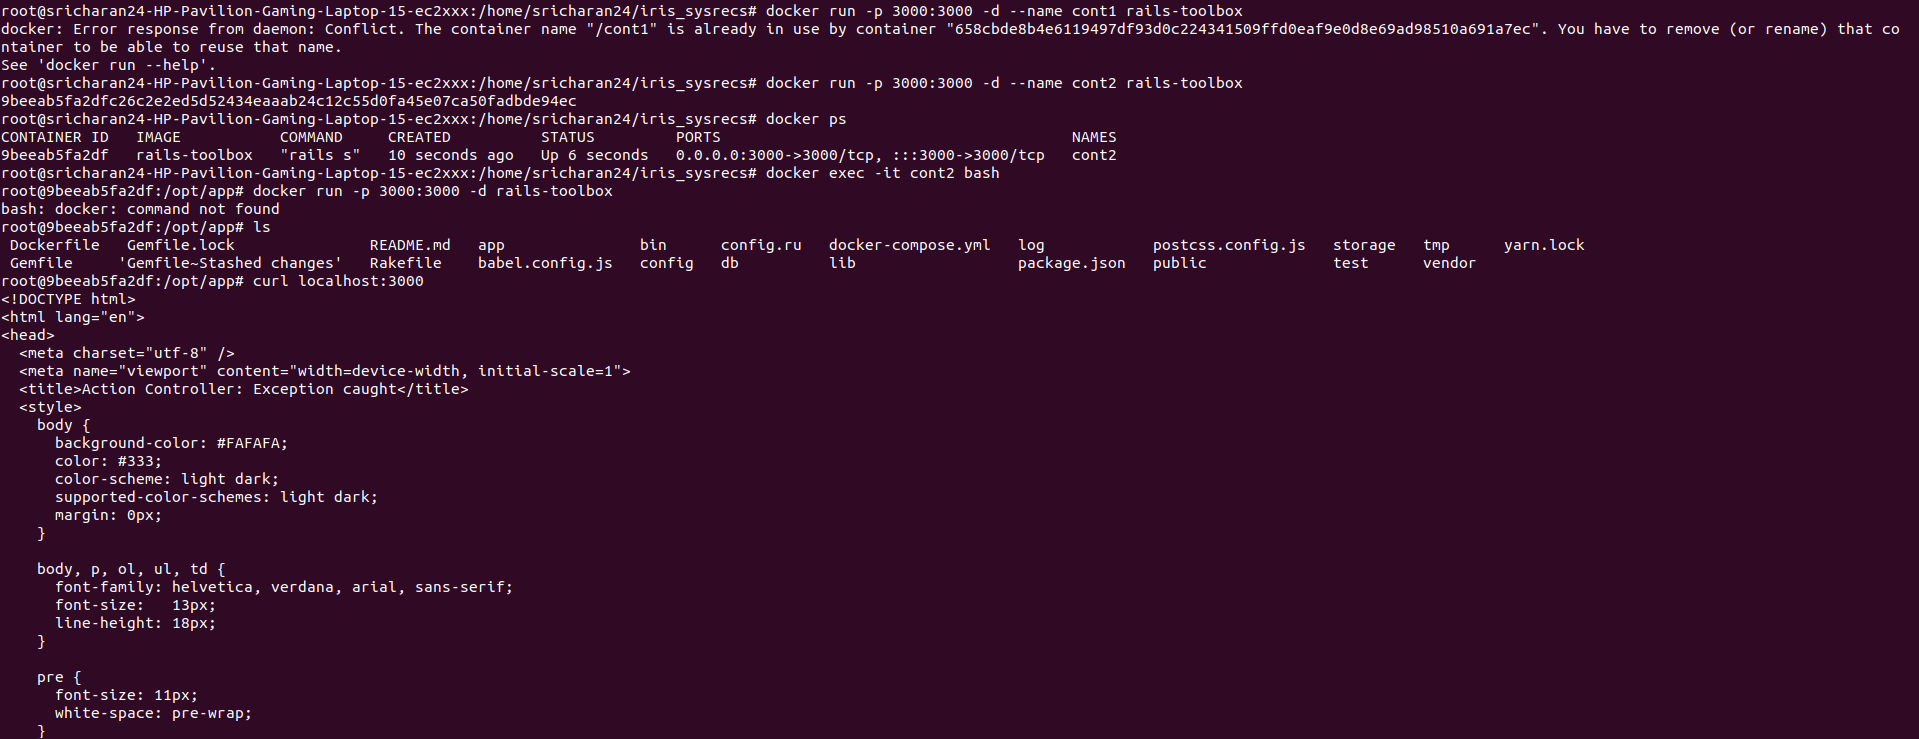 root@sricharan24-HP-Pavilion-Gaming-Laptop-15-ec2xxx:/home/sricharan24/iris_sysrecs# docker run -p 3000:3000 -d --name cont1 rails-toolbox
docker: Error response from daemon: Conflict. The container name "/cont1" is already in use by container "658cbde8b4e6119497df93d0c224341509ffd0eaf9e0d8e69ad98510a691a7ec". You have to remove (or rename) that co
ntainer to be able to reuse that name.
See 'docker run --help'.
root@sricharan24-HP-Pavilion-Gaming-Laptop-15-ec2xxx:/home/sricharan24/iris_sysrecs# docker run -p 3000:3000 -d --name cont2 rails-toolbox
9beeab5fa2dfc26c2e2ed5d52434eaaab24c12c55d0fa45e07ca50fadbde94ec
root@sricharan24-HP-Pavilion-Gaming-Laptop-15-ec2xxx:/home/sricharan24/iris_sysrecs# docker ps
CONTAINER ID   IMAGE           COMMAND     CREATED          STATUS         PORTS                                       NAMES
9beeab5fa2df   rails-toolbox   "rails s"   10 seconds ago   Up 6 seconds   0.0.0.0:3000->3000/tcp, :::3000->3000/tcp   cont2
root@sricharan24-HP-Pavilion-Gaming-Laptop-15-ec2xxx:/home/sricharan24/iris_sysrecs# docker exec -it cont2 bash
root@9beeab5fa2df:/opt/app# docker run -p 3000:3000 -d rails-toolbox
bash: docker: command not found
root@9beeab5fa2df:/opt/app# ls
 Dockerfile   Gemfile.lock               README.md   app               bin      config.ru   docker-compose.yml   log            postcss.config.js   storage   tmp      yarn.lock
 Gemfile     'Gemfile~Stashed changes'   Rakefile    babel.config.js   config   db          lib                  package.json   public              test      vendor
root@9beeab5fa2df:/opt/app# curl localhost:3000
<!DOCTYPE html>
<html lang="en">
<head>
  <meta charset="utf-8" />
  <meta name="viewport" content="width=device-width, initial-scale=1">
  <title>Action Controller: Exception caught</title>
  <style>
    body {
      background-color: #FAFAFA;
      color: #333;
      color-scheme: light dark;
      supported-color-schemes: light dark;
      margin: 0px;
    }

    body, p, ol, ul, td {
      font-family: helvetica, verdana, arial, sans-serif;
      font-size:   13px;
      line-height: 18px;
    }

    pre {
      font-size: 11px;
      white-space: pre-wrap;
    }